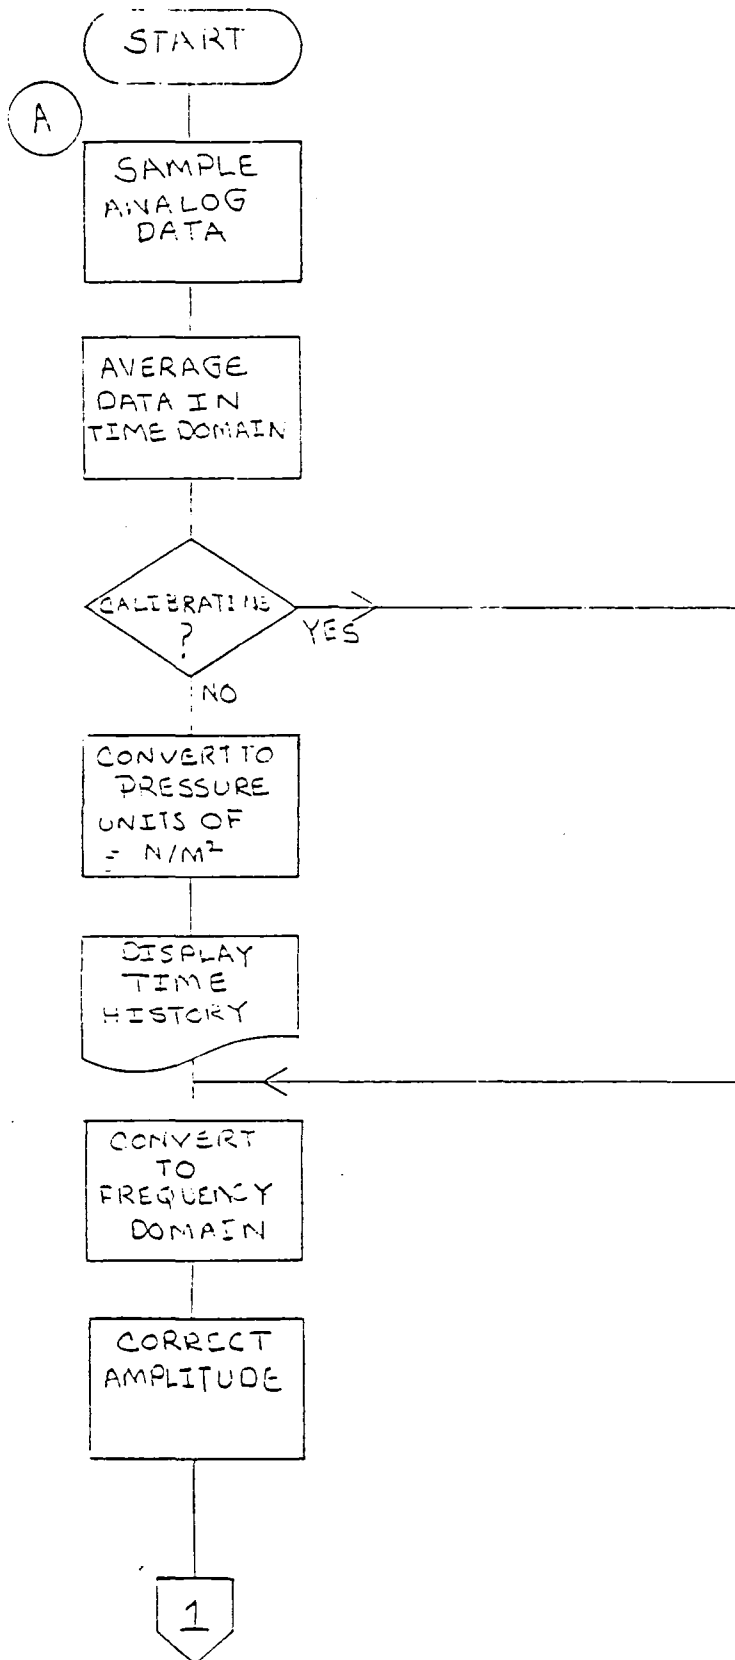 START
A
SAMPLE
ANALOG
DATA
AVERAGE
DATA IN
TIME DOMAIN
CALIBRATING
?
YES
NO
CONVERT TO
PRESSURE
UNITS OF
N/M²
DISPLAY
TIME
HISTORY
CONVERT
TO
FREQUENCY
DOMAIN
CORRECT
AMPLITUDE
1